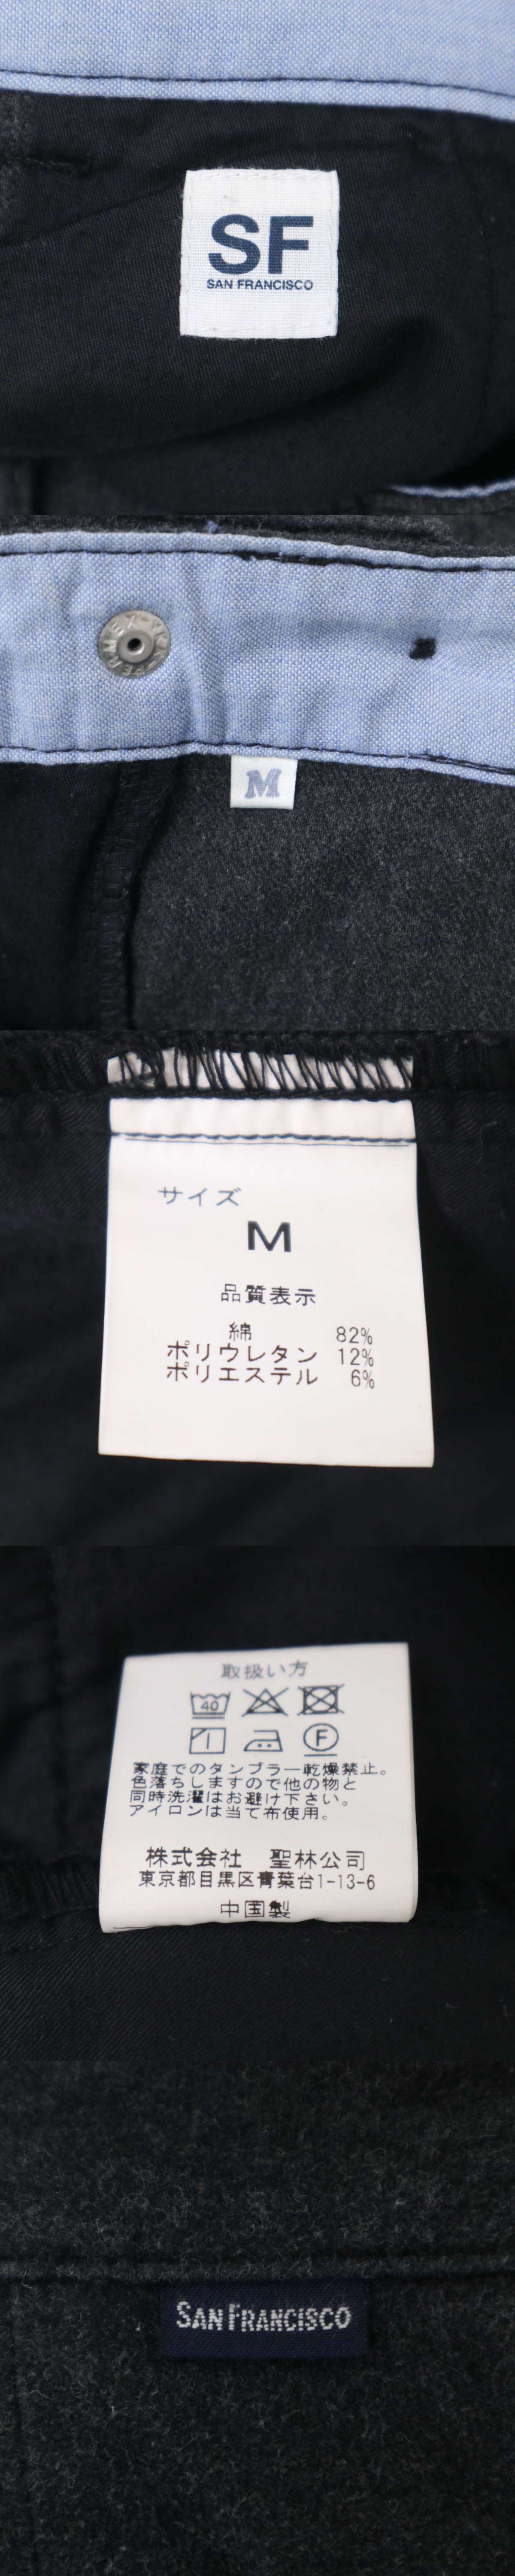 SF
SAN FRANCISCO
M
サイズ
M
品質表示
綿 82%
ポリウレタン 12%
ポリエステル 6%
取扱い方
40
F
家庭でのタンブラー乾燥禁止。
色落ちしますので他の物と
同時洗濯はお避け下さい。
アイロンは当て布使用。
株式会社 聖林公司
東京都目黒区青葉台1-13-6
中国製
SAN FRANCISCO